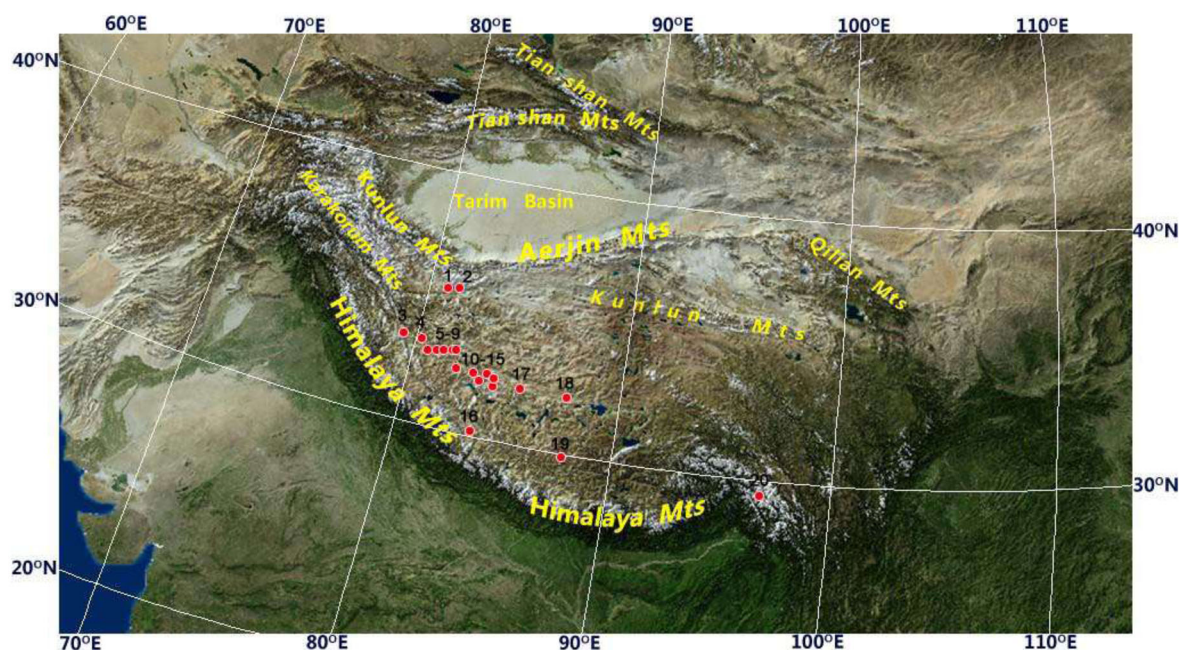 60°E 70°E 80°E 90°E 100°E 110°E
40°N
Tian shan Mts
Tian shan Mts
Karakorum Mts
Kunlun Mts
Tarim Basin
Aerjin Mts
Qilian Mts
40°N
1 2
30°N
Kunlun Mts
3 4
5-9
Himalaya Mts
10-15
17
18
16
19
Himalaya Mts
20
30°N
20°N
70°E 80°E 90°E 100°E 110°E